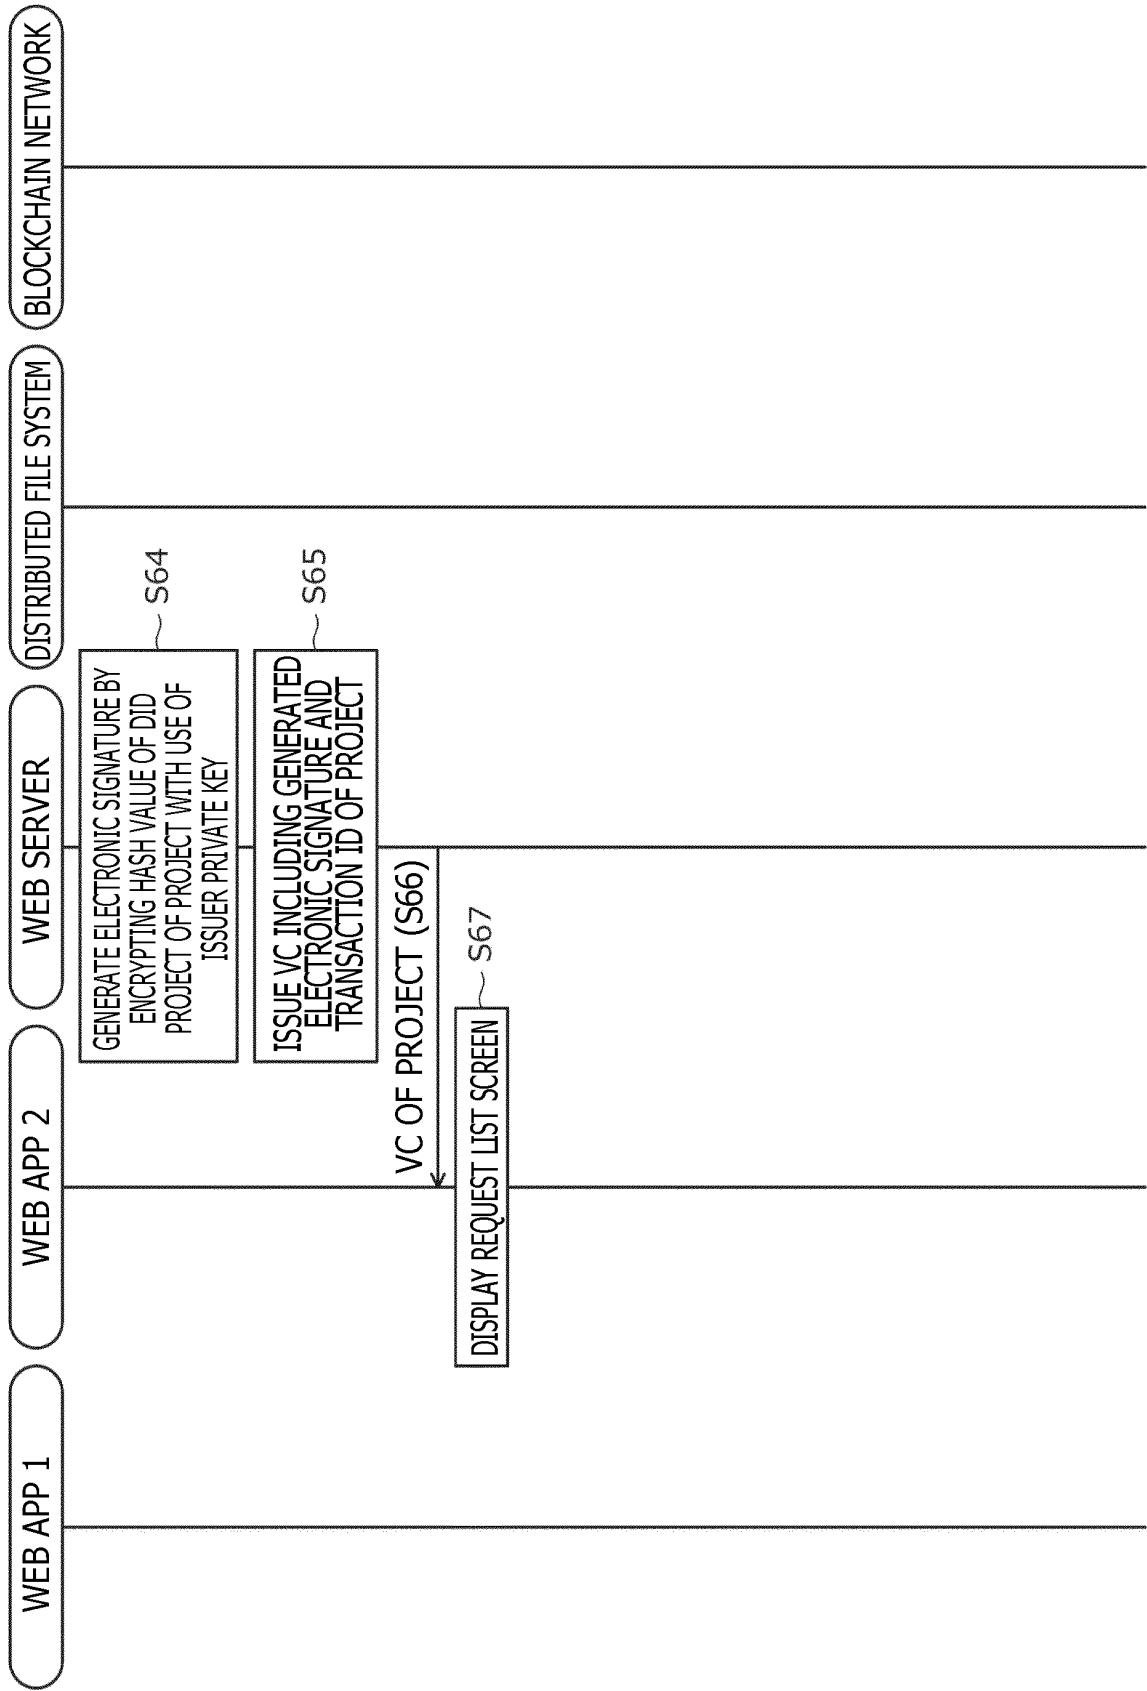 WEB APP 1
WEB APP 2
WEB SERVER
DISTRIBUTED FILE SYSTEM
BLOCKCHAIN NETWORK
GENERATE ELECTRONIC SIGNATURE BY
ENCRYPTING HASH VALUE OF DID
PROJECT OF PROJECT WITH USE OF
ISSUER PRIVATE KEY
S64
ISSUE VC INCLUDING GENERATED
ELECTRONIC SIGNATURE AND
TRANSACTION ID OF PROJECT
S65
VC OF PROJECT (S66)
DISPLAY REQUEST LIST SCREEN
S67